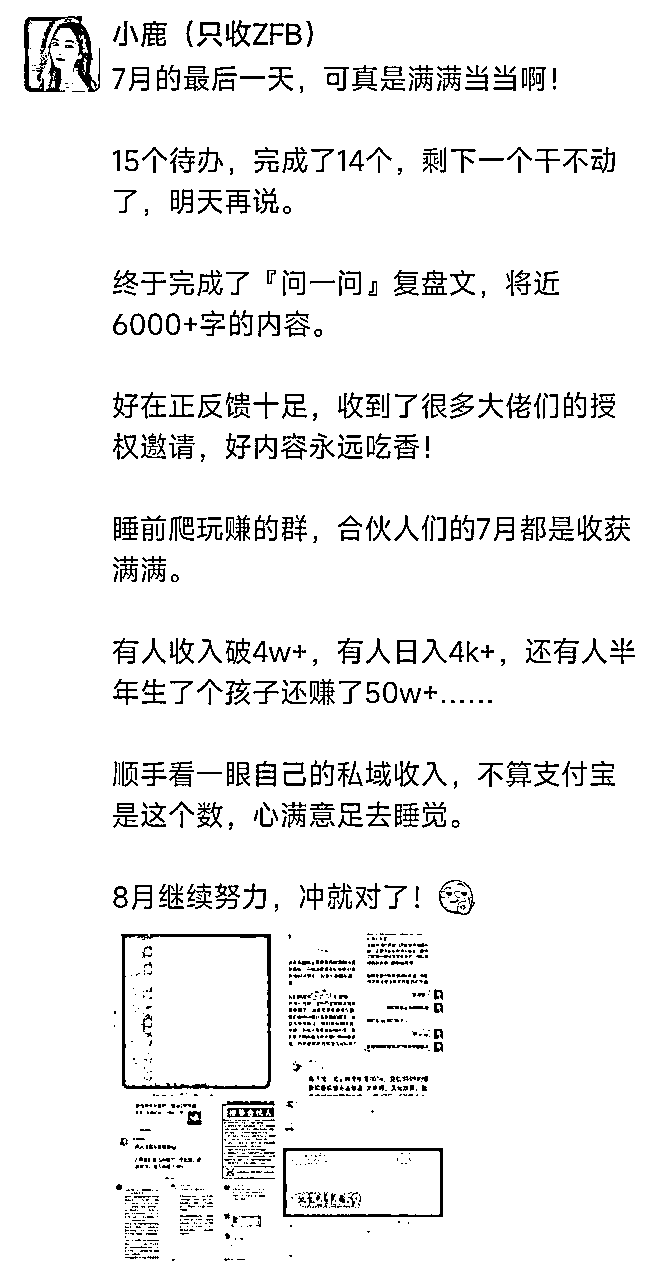 小鹿（只收ZFB）
7月的最后一天，可真是满满当当啊！
15个待办，完成了14个，剩下一个干不动
了，明天再说。
终于完成了『问一问』复盘文，将近
6000+字的内容。
好在正反馈十足，收到了很多大佬们的授
权邀请，好内容永远吃香！
睡前爬玩赚的群，合伙人们的7月都是收获
满满。
有人收入破4w+，有人日入4k+，还有人半
年生了个孩子还赚了50w+......
顺手看一眼自己的私域收入，不算支付宝
是这个数，心满意足去睡觉。
8月继续努力，冲就对了！